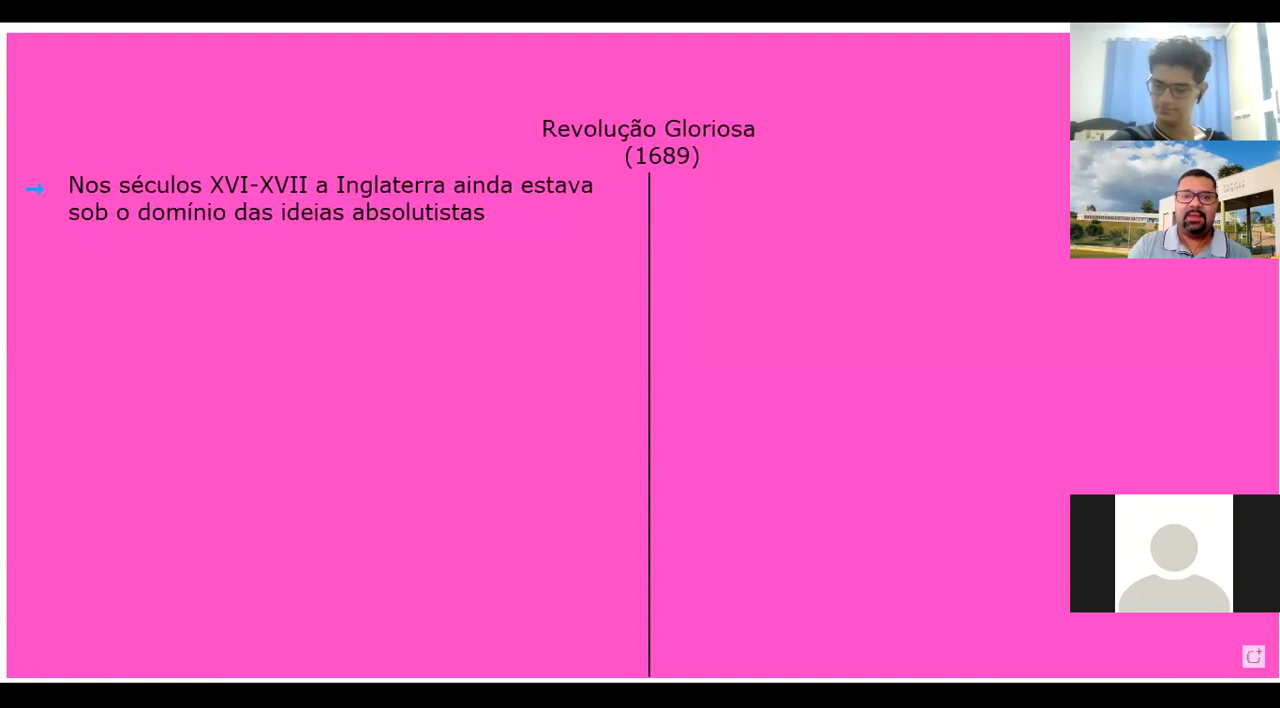 Revolução Gloriosa
(1689)
→ Nos séculos XVI-XVII a Inglaterra ainda estava
sob o domínio das ideias absolutistas